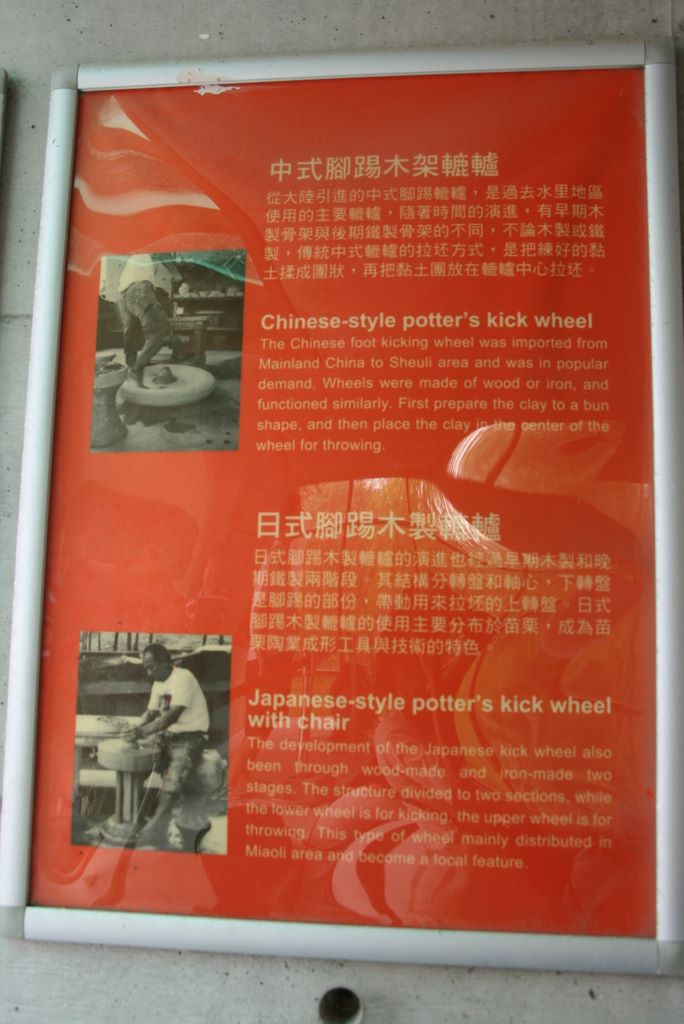 中式腳踢木架轆轤
從大陸引進的中式腳踢轆轤，是過去水里地區
使用的主要轆轤，隨著時間的演進，有早期木
製骨架與後期鐵製骨架的不同，不論木製或鐵
製，傳統中式轆轤的拉坯方式，是把練好的黏
土揉成團狀，再把黏土團放在轆轤中心拉坯。
Chinese-style potter's kick wheel
The Chinese foot kicking wheel was imported from
Mainland China to Sheuli area and was in popular
demand. Wheels were made of wood or iron, and
functioned similarly. First prepare the clay to a bun
shape, and then place the clay in the center of the
wheel for throwing.
日式腳踢木製轆轤
日式腳踢木製轆轤的演進也經過早期木製和晚
期鐵製兩階段。其結構分轉盤和軸心，下轉盤
是腳踢的部份，帶動用來拉坯的上轉盤。日式
腳踢木製轆轤的使用主要分布於苗栗，成為苗
栗陶業成形工具與技術的特色。
Japanese-style potter's kick wheel
with chair
The development of the Japanese kick wheel also
been through wood-made and iron-made two
stages. The structure divided to two sections, while
the lower wheel is for kicking, the upper wheel is for
throwing. This type of wheel mainly distributed in
Miaoli area and become a local feature.